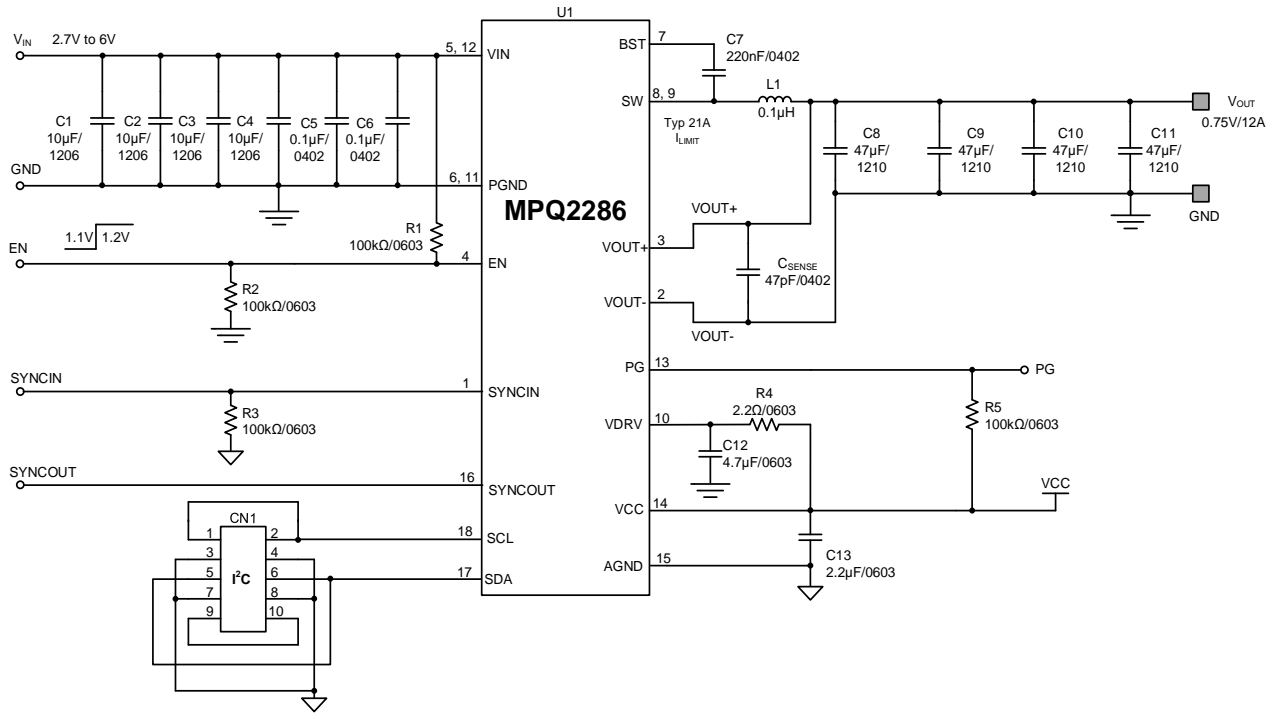 U1
VIN 2.7V to 6V
5, 12 VIN
C1
10µF/
1206
C2
10µF/
1206
C3
10µF/
1206
C4
10µF/
1206
C5
0.1µF/
0402
C6
0.1µF/
0402
GND
6, 11 PGND
MPQ2286
R1
100kΩ/0603
1.1V 1.2V
EN
4 EN
R2
100kΩ/0603
SYNCIN
1 SYNCIN
R3
100kΩ/0603
SYNCOUT
16 SYNCOUT
CN1
1 2
3 4
5 6
7 8
9 10
I²C
18 SCL
17 SDA
BST 7
C7
220nF/0402
SW 8, 9
Typ 21A
ILIMIT
L1
0.1µH
C8
47µF/
1210
C9
47µF/
1210
C10
47µF/
1210
C11
47µF/
1210
VOUT
0.75V/12A
GND
VOUT+
VOUT+ 3
CSENSE
47pF/0402
VOUT- 2
VOUT-
PG 13
PG
R4
2.2Ω/0603
VDRV 10
C12
4.7µF/0603
R5
100kΩ/0603
VCC 14
VCC
C13
2.2µF/0603
AGND 15